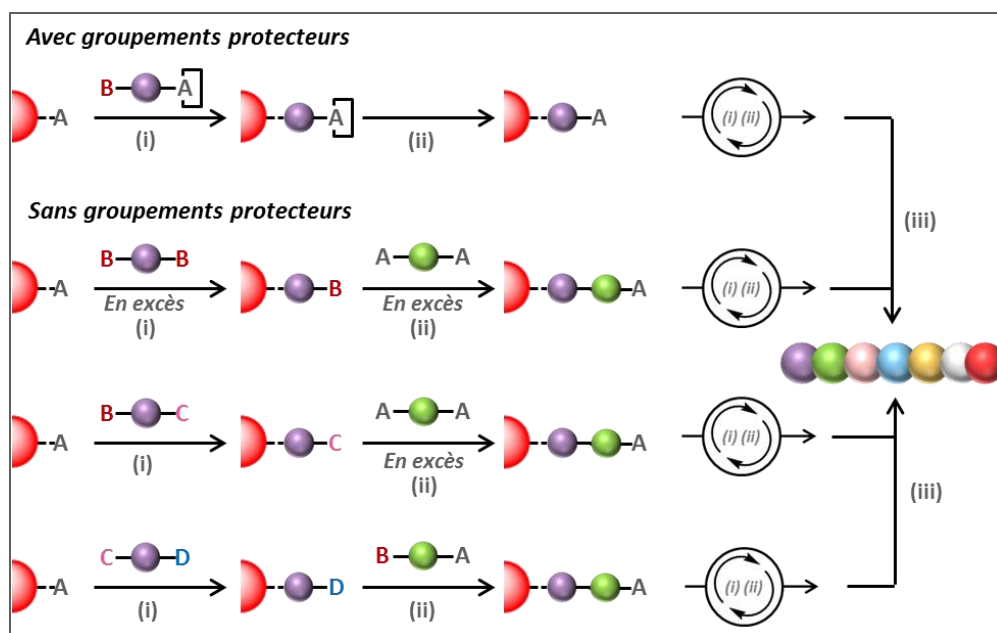 Avec groupements protecteurs
B A
A A A (i) (ii)
(i) (ii)
Sans groupements protecteurs (iii)
B B A A
A B A (i) (ii)
En excès En excès
(i) (ii)
B C A A
A C A (i) (ii)
(i) En excès
(ii) (iii)
C D B A
A D A (i) (ii)
(i) (ii)